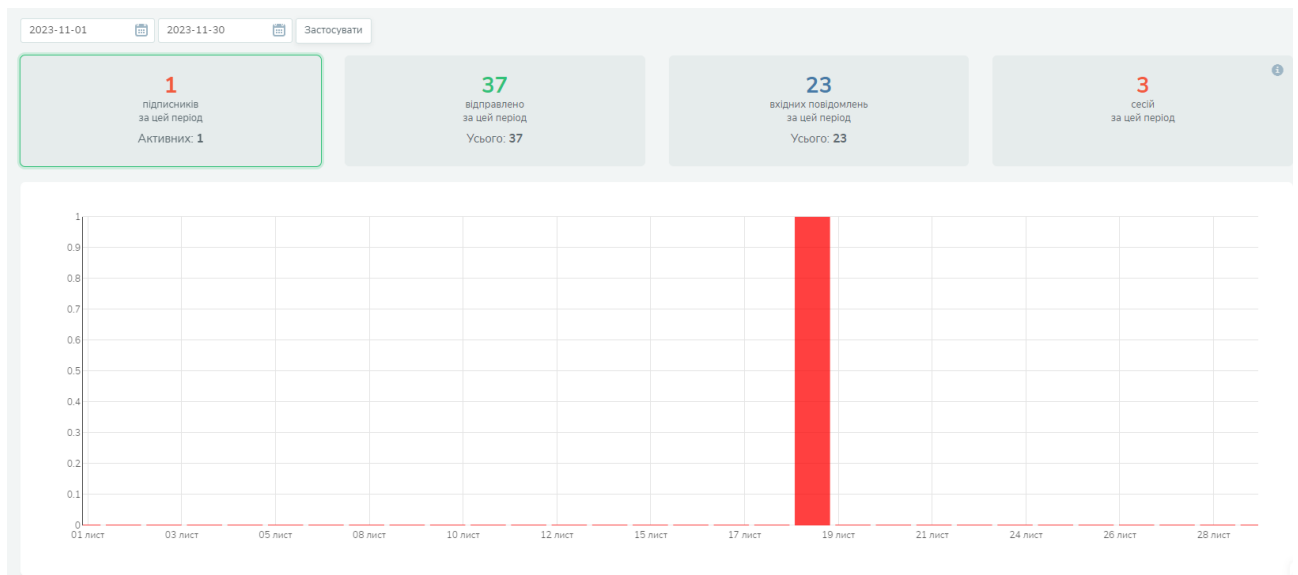 2023-11-01
2023-11-30
Застосувати
1
підписників
за цей період
Активних: 1
37
відправлено
за цей період
Усього: 37
23
вхідних повідомлень
за цей період
Усього: 23
3
сесій
за цей період
1
0.9
0.8
0.7
0.6
0.5
0.4
0.3
0.2
0.1
0
01 лист 03 лист 05 лист 08 лист 10 лист 12 лист 15 лист 17 лист 19 лист 21 лист 24 лист 26 лист 28 лист